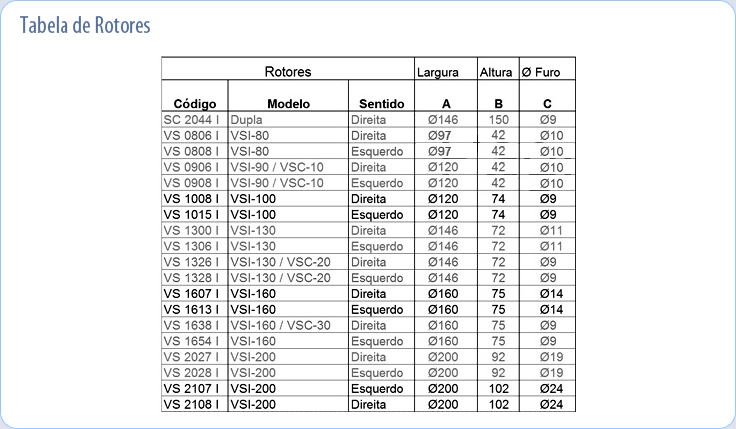 Tabela de Rotores
Rotores Largura Altura Ø Furo
Código Modelo Sentido A B C
SC 2044 I Dupla Direita Ø146 150 Ø9
VS 0806 I VSI-80 Direita Ø97 42 Ø10
VS 0808 I VSI-80 Esquerdo Ø97 42 Ø10
VS 0906 I VSI-90 / VSC-10 Direita Ø120 42 Ø10
VS 0908 I VSI-90 / VSC-10 Esquerdo Ø120 42 Ø10
VS 1008 I VSI-100 Direita Ø120 74 Ø9
VS 1015 I VSI-100 Esquerdo Ø120 74 Ø9
VS 1300 I VSI-130 Direita Ø146 72 Ø11
VS 1306 I VSI-130 Esquerdo Ø146 72 Ø11
VS 1326 I VSI-130 / VSC-20 Direita Ø146 72 Ø9
VS 1328 I VSI-130 / VSC-20 Esquerdo Ø146 72 Ø9
VS 1607 I VSI-160 Direita Ø160 75 Ø14
VS 1613 I VSI-160 Esquerdo Ø160 75 Ø14
VS 1638 I VSI-160 / VSC-30 Direita Ø160 75 Ø9
VS 1654 I VSI-160 Esquerdo Ø160 75 Ø9
VS 2027 I VSI-200 Direita Ø200 92 Ø19
VS 2028 I VSI-200 Esquerdo Ø200 92 Ø19
VS 2107 I VSI-200 Esquerdo Ø200 102 Ø24
VS 2108 I VSI-200 Direita Ø200 102 Ø24